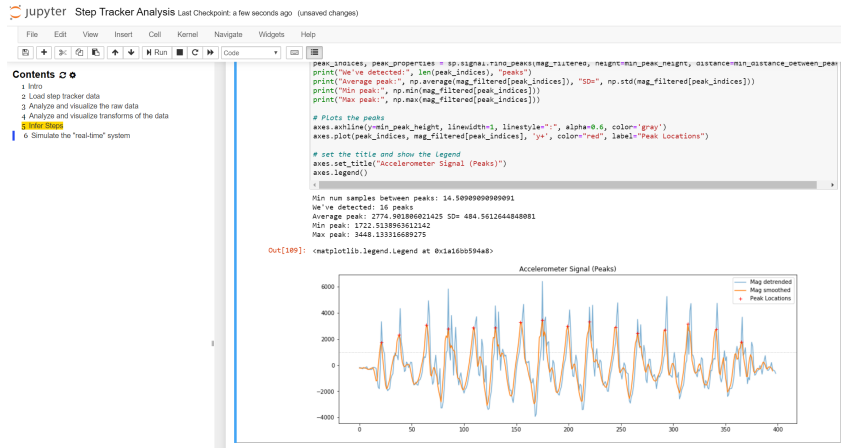 jupyter Step Tracker Analysis Last Checkpoint: a few seconds ago (unsaved changes)
File Edit View Insert Cell Kernel Navigate Widgets Help
Run Code
Contents
1 Intro
2 Load step tracker data
3 Analyze and visualize the raw data
4 Analyze and visualize transforms of the data
5 Infer Steps
6 Simulate the "real-time" system
peak_indices, peak_properties = sp.signal.find_peaks(mag_filtered, height=min_peak_height, distance=min_distance_between_pea
print("We've detected:", len(peak_indices), "peaks")
print("Average peak:", np.average(mag_filtered[peak_indices]), "SD=", np.std(mag_filtered[peak_indices]))
print("Min peak:", np.min(mag_filtered[peak_indices]))
print("Max peak:", np.max(mag_filtered[peak_indices]))
# Plots the peaks
axes.axhline(y=min_peak_height, linewidth=1, linestyle=":", alpha=0.6, color='gray')
axes.plot(peak_indices, mag_filtered[peak_indices], 'y+', color="red", label="Peak Locations")
# set the title and show the legend
axes.set_title("Accelerometer Signal (Peaks)")
axes.legend()
Min num samples between peaks: 14.50909090909091
We've detected: 16 peaks
Average peak: 2774.901806021425 SD= 484.5612644848081
Min peak: 1722.5138963612142
Max peak: 3448.133316689275
Out[109]: <matplotlib.legend.Legend at 0x1a16bb594a8>
Accelerometer Signal (Peaks)
Mag detrended
Mag smoothed
Peak Locations
6000
4000
2000
0
−2000
−4000
0 50 100 150 200 250 300 350 400